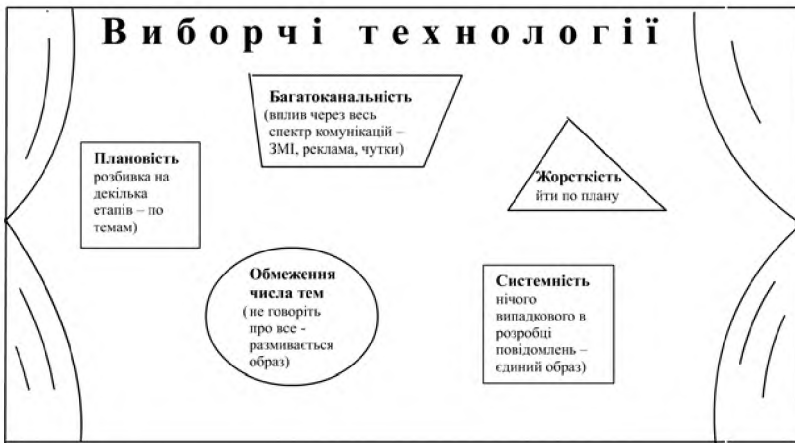 Виборчі технології
Багатоканальність
(вплив через весь
спектр комунікацій –
ЗМІ, реклама, чутки)
Плановість
розбивка на
декілька
етапів – по
темам)
Жорсткість
йти по плану
Обмеження
числа тем
(не говоріть
про все -
размивається
образ)
Системність
нічого
випадкового в
розробці
повідомлень –
єдиний образ)